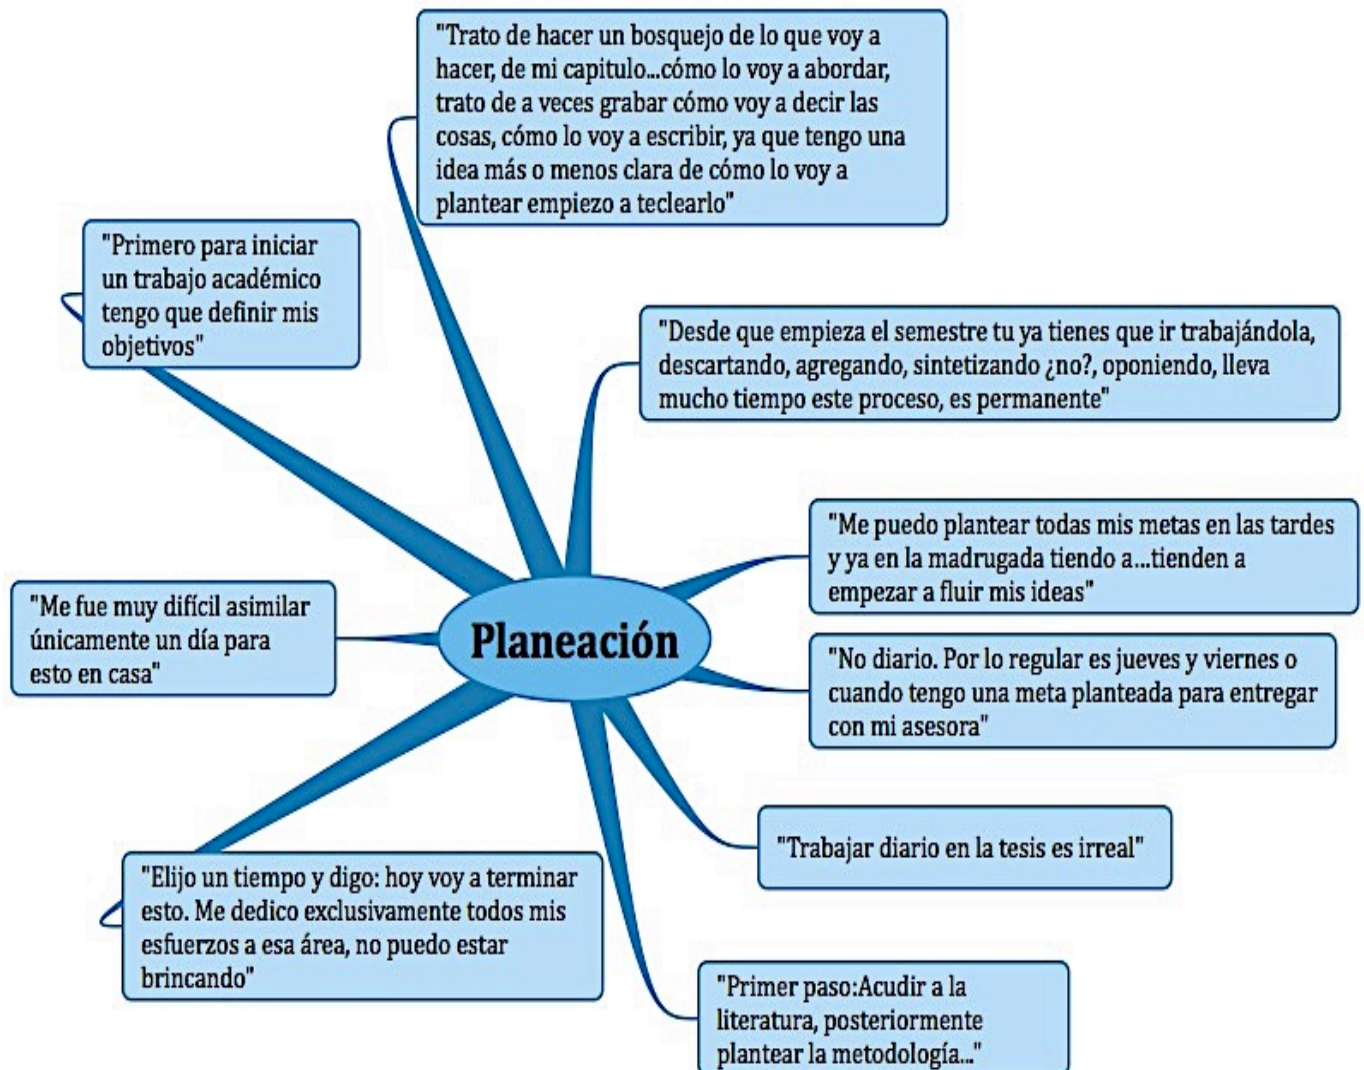 "Trato de hacer un bosquejo de lo que voy a
hacer, de mi capitulo...cómo lo voy a abordar,
trato de a veces grabar cómo voy a decir las
cosas, cómo lo voy a escribir, ya que tengo una
idea más o menos clara de cómo lo voy a
plantear empiezo a teclearlo"
"Primero para iniciar
un trabajo académico
tengo que definir mis
objetivos"
"Desde que empieza el semestre tu ya tienes que ir trabajándola,
descartando, agregando, sintetizando ¿no?, oponiendo, lleva
mucho tiempo este proceso, es permanente"
"Me puedo plantear todas mis metas en las tardes
y ya en la madrugada tiendo a...tienden a
empezar a fluir mis ideas"
"Me fue muy difícil asimilar
únicamente un día para
esto en casa"
Planeación
"No diario. Por lo regular es jueves y viernes o
cuando tengo una meta planteada para entregar
con mi asesora"
"Trabajar diario en la tesis es irreal"
"Elijo un tiempo y digo: hoy voy a terminar
esto. Me dedico exclusivamente todos mis
esfuerzos a esa área, no puedo estar
brincando"
"Primer paso:Acudir a la
literatura, posteriormente
plantear la metodología..."